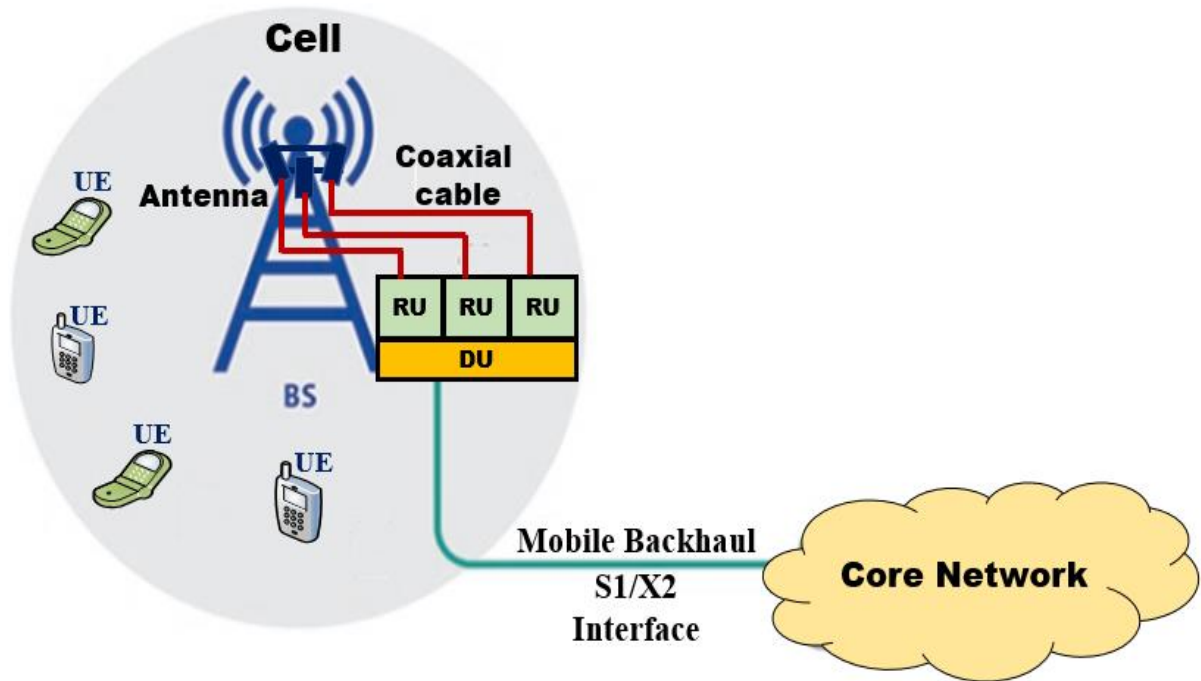 Cell
Coaxial
cable
Antenna
UE
UE
UE
UE
RU RU RU
DU
BS
Mobile Backhaul
S1/X2
Interface
Core Network